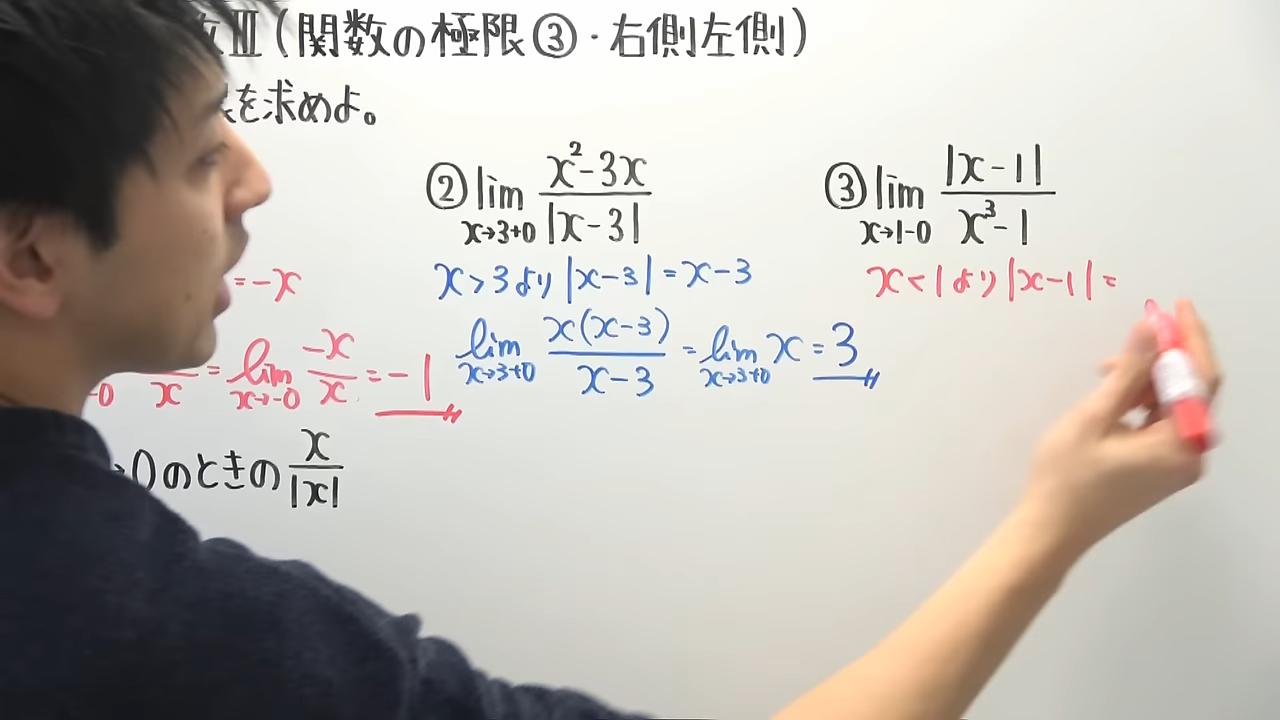 Ⅲ(関数の極限③・右側左側)
を求めよ。
② lim x→3+0 x²-3x / |x-3|
x>3より|x-3|=x-3
lim x→3+0 x(x-3) / x-3 = lim x→3+0 x = 3
③ lim x→1-0 |x-1| / x³-1
x<1より|x-1|=
=-x
-0 / x = lim x→-0 -x / x = -1
→0のときの x / |x|